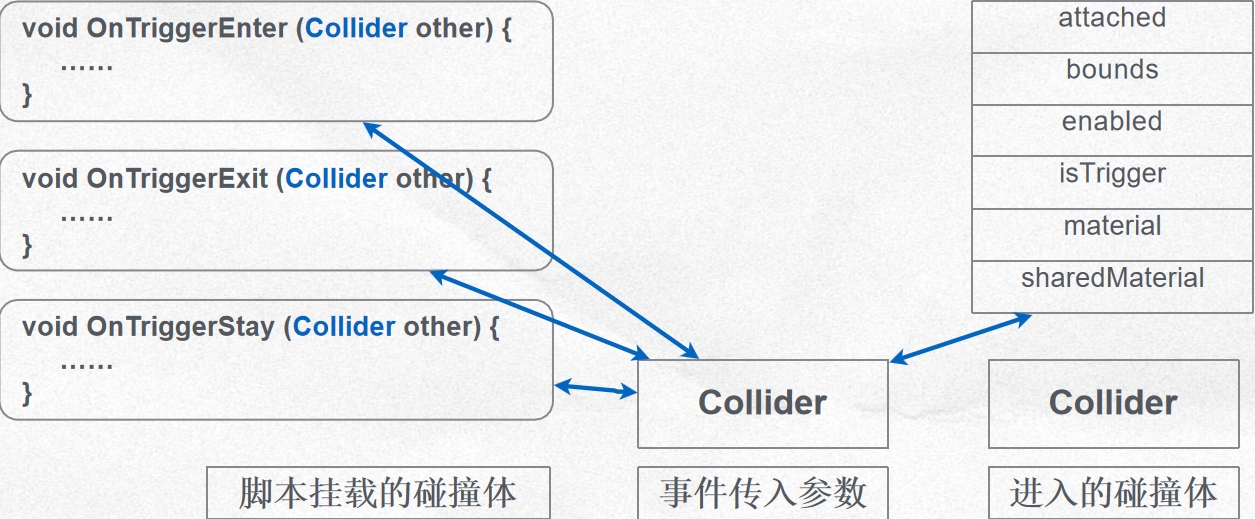 void OnTriggerEnter (Collider other) {
……
}
void OnTriggerExit (Collider other) {
……
}
void OnTriggerStay (Collider other) {
……
}
attached
bounds
enabled
isTrigger
material
sharedMaterial
Collider
Collider
脚本挂载的碰撞体
事件传入参数
进入的碰撞体